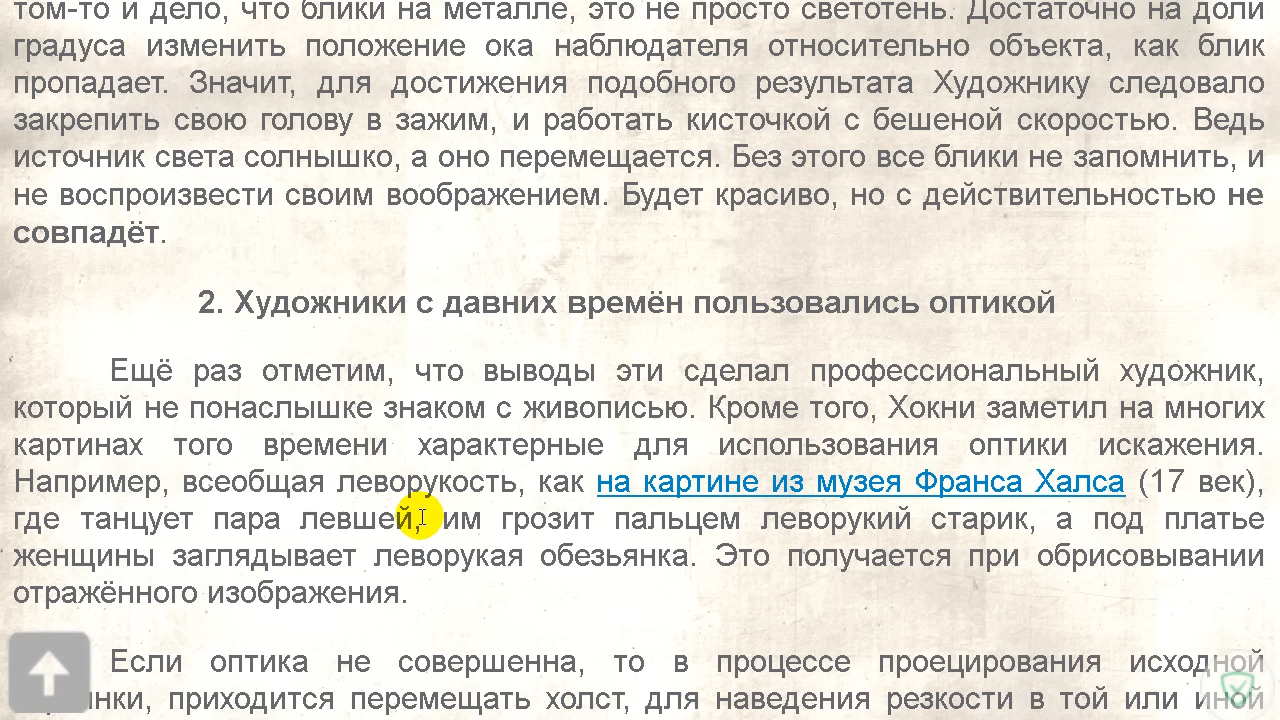 том-то и дело, что блики на металле, это не просто светотень. Достаточно на доли
градуса изменить положение ока наблюдателя относительно объекта, как блик
пропадает. Значит, для достижения подобного результата Художнику следовало
закрепить свою голову в зажим, и работать кисточкой с бешеной скоростью. Ведь
источник света солнышко, а оно перемещается. Без этого все блики не запомнить, и
не воспроизвести своим воображением. Будет красиво, но с действительностью не
совпадёт.
2. Художники с давних времён пользовались оптикой
Ещё раз отметим, что выводы эти сделал профессиональный художник,
который не понаслышке знаком с живописью. Кроме того, Хокни заметил на многих
картинах того времени характерные для использования оптики искажения.
Например, всеобщая леворукость, как на картине из музея Франса Халса (17 век),
где танцует пара левшей, им грозит пальцем леворукий старик, а под платье
женщины заглядывает леворукая обезьянка. Это получается при обрисовывании
отражённого изображения.
Если оптика не совершенна, то в процессе проецирования исходной
приходится перемещать холст, для наведения резкости в той или иной